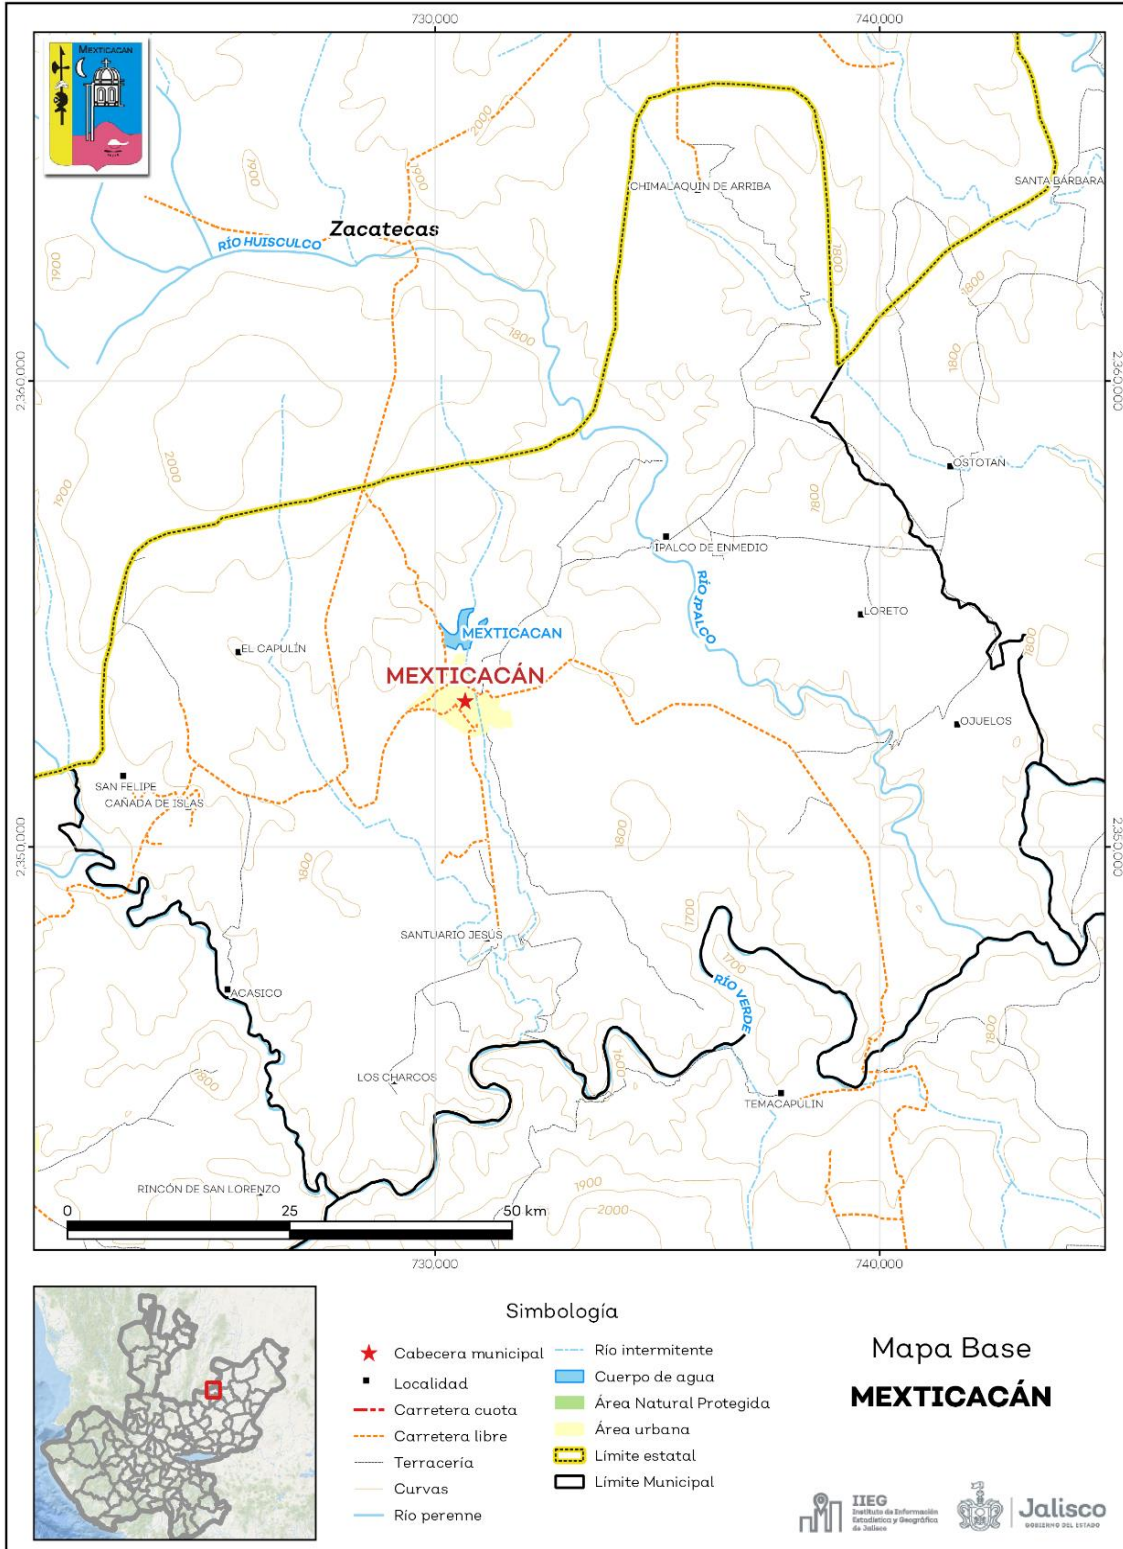 730,000
740,000
MEXTICACAN
2000
1900
1900
CHIMALAQUIN DE ARRIBA
SANTA BÁRBARA
Zacatecas
RÍO HUISCULCO
1900
1800
1800
1800
1800
2,360,000
2,360,000
2000
1900
OSTOTAN
1800
IPALCO DE ENMEDIO
RÍO IPALCO
LORETO
MEXTICACAN
EL CAPULÍN
1800
MEXTICACÁN
OJUELOS
SAN FELIPE
CAÑADA DE ISLAS
1800
2,350,000
2,350,000
1800
1700
SANTUARIO JESÚS
1700
RÍO VERDE
ACASICO
1800
1600
LOS CHARCOS
1800
TEMACAPULIN
RINCÓN DE SAN LORENZO
1900
2000
0 25 50 km
730,000
740,000
Simbología
Cabecera municipal
Localidad
Carretera cuota
Carretera libre
Terracería
Curvas
Río perenne
Río intermitente
Cuerpo de agua
Área Natural Protegida
Área urbana
Límite estatal
Límite Municipal
Mapa Base
MEXTICACÁN
IIEG
Instituto de Información
Estadística y Geográfica
de Jalisco
Jalisco
GOBIERNO DEL ESTADO